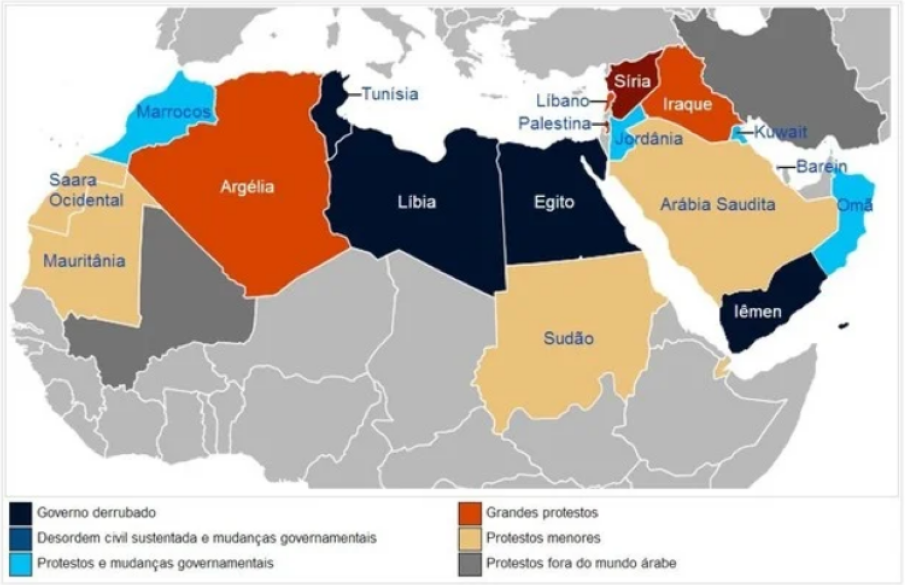 Tunísia
Marrocos
Síria
Líbano
Iraque
Palestina
Kuwait
Jordânia
Barein
Saara
Ocidental
Argélia
Líbia
Egito
Arábia Saudita
Omã
Mauritânia
Iêmen
Sudão
Governo derrubado
Desordem civil sustentada e mudanças governamentais
Protestos e mudanças governamentais
Grandes protestos
Protestos menores
Protestos fora do mundo árabe